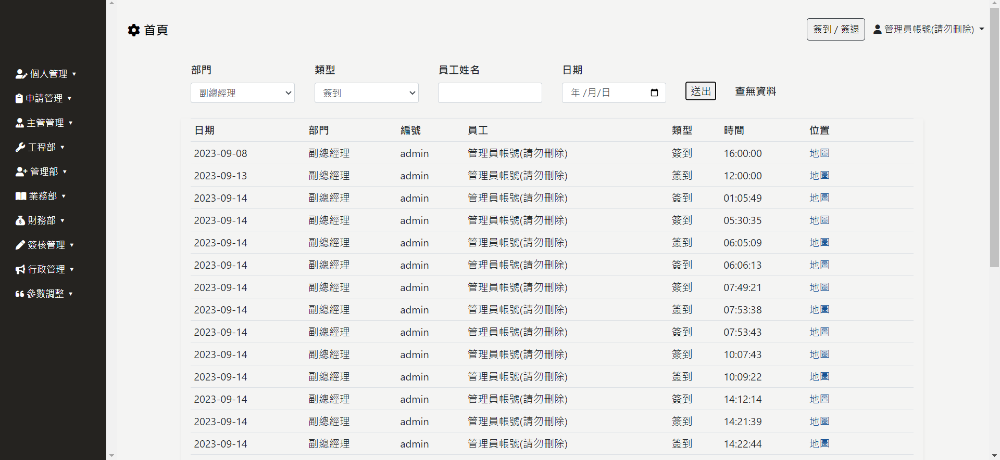 首頁
簽到 / 簽退
管理員帳號(請勿刪除)
個人管理
申請管理
主管管理
工程部
管理部
業務部
財務部
簽核管理
行政管理
參數調整
部門 類型 員工姓名 日期
副總經理 簽到 年 /月/日 送出 查無資料
日期 部門 編號 員工 類型 時間 位置
2023-09-08 副總經理 admin 管理員帳號(請勿刪除) 簽到 16:00:00 地圖
2023-09-13 副總經理 admin 管理員帳號(請勿刪除) 簽到 12:00:00 地圖
2023-09-14 副總經理 admin 管理員帳號(請勿刪除) 簽到 01:05:49 地圖
2023-09-14 副總經理 admin 管理員帳號(請勿刪除) 簽到 05:30:35 地圖
2023-09-14 副總經理 admin 管理員帳號(請勿刪除) 簽到 06:05:09 地圖
2023-09-14 副總經理 admin 管理員帳號(請勿刪除) 簽到 06:06:13 地圖
2023-09-14 副總經理 admin 管理員帳號(請勿刪除) 簽到 07:49:21 地圖
2023-09-14 副總經理 admin 管理員帳號(請勿刪除) 簽到 07:53:38 地圖
2023-09-14 副總經理 admin 管理員帳號(請勿刪除) 簽到 07:53:43 地圖
2023-09-14 副總經理 admin 管理員帳號(請勿刪除) 簽到 10:07:43 地圖
2023-09-14 副總經理 admin 管理員帳號(請勿刪除) 簽到 10:09:22 地圖
2023-09-14 副總經理 admin 管理員帳號(請勿刪除) 簽到 14:12:14 地圖
2023-09-14 副總經理 admin 管理員帳號(請勿刪除) 簽到 14:21:39 地圖
2023-09-14 副總經理 admin 管理員帳號(請勿刪除) 簽到 14:22:44 地圖